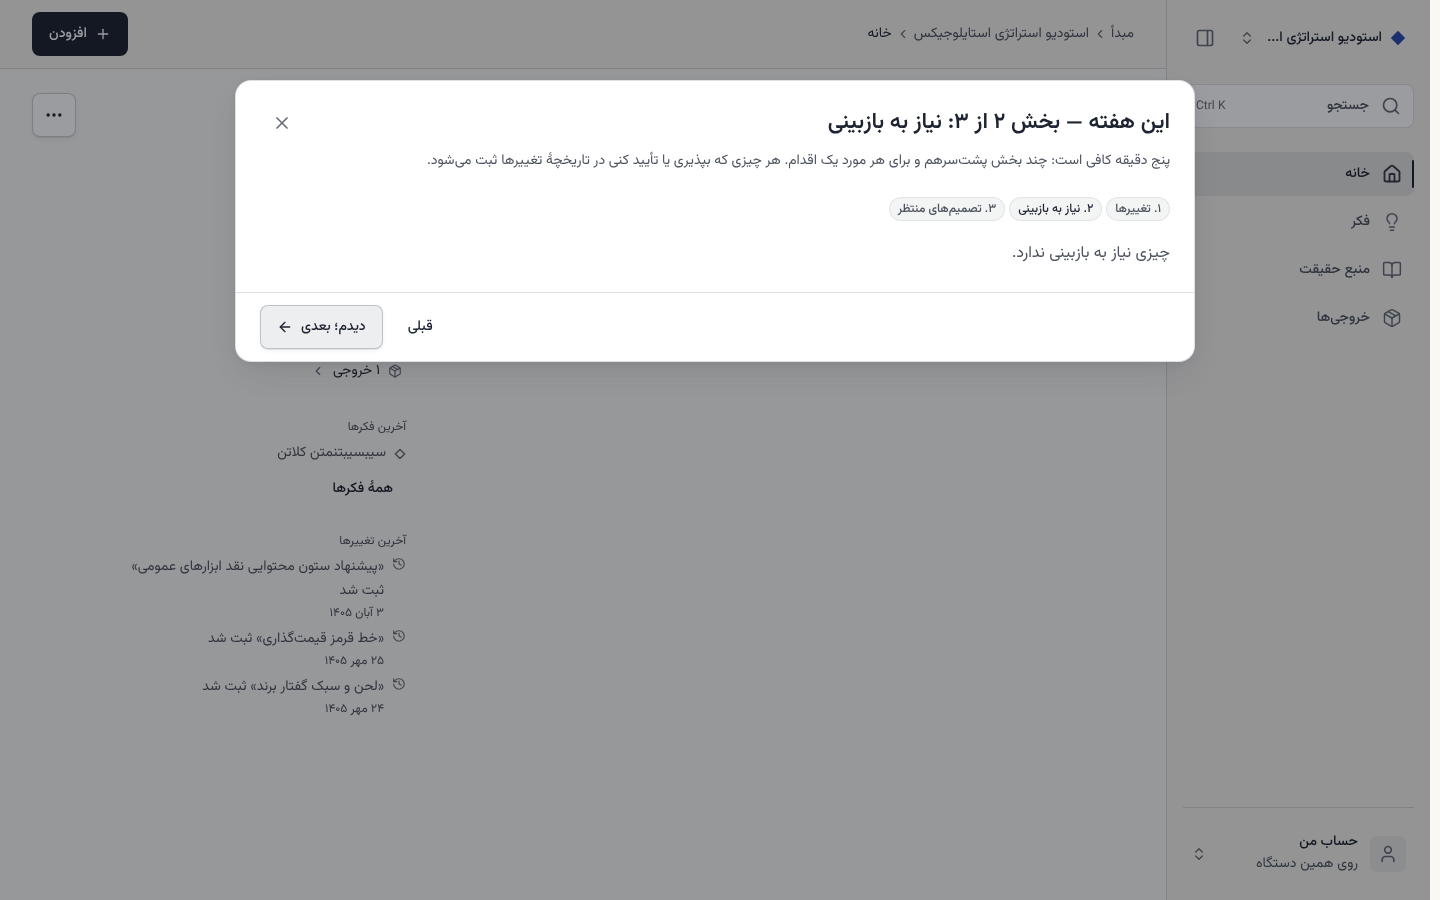 استودیو استراتژی ا...
جستجو
Ctrl K
خانه
فکر
منبع حقیقت
خروجی‌ها
حساب من
روی همین دستگاه
مبدأ
استودیو استراتژی استایلوجیکس
خانه
افزودن
این هفته — بخش ۲ از ۳: نیاز به بازبینی
پنج دقیقه کافی است: چند بخش پشت‌سرهم و برای هر مورد یک اقدام. هر چیزی که بپذیری یا تأیید کنی در تاریخچهٔ تغییرها ثبت می‌شود.
۱. تغییرها
۲. نیاز به بازبینی
۳. تصمیم‌های منتظر
چیزی نیاز به بازبینی ندارد.
قبلی
دیدم؛ بعدی
۱ خروجی
آخرین فکرها
سیبسیبتنمتن کلاتن
همهٔ فکرها
آخرین تغییرها
«پیشنهاد ستون محتوایی نقد ابزارهای عمومی»
ثبت شد
۳ آبان ۱۴۰۵
«خط قرمز قیمت‌گذاری» ثبت شد
۲۵ مهر ۱۴۰۵
«لحن و سبک گفتار برند» ثبت شد
۲۴ مهر ۱۴۰۵